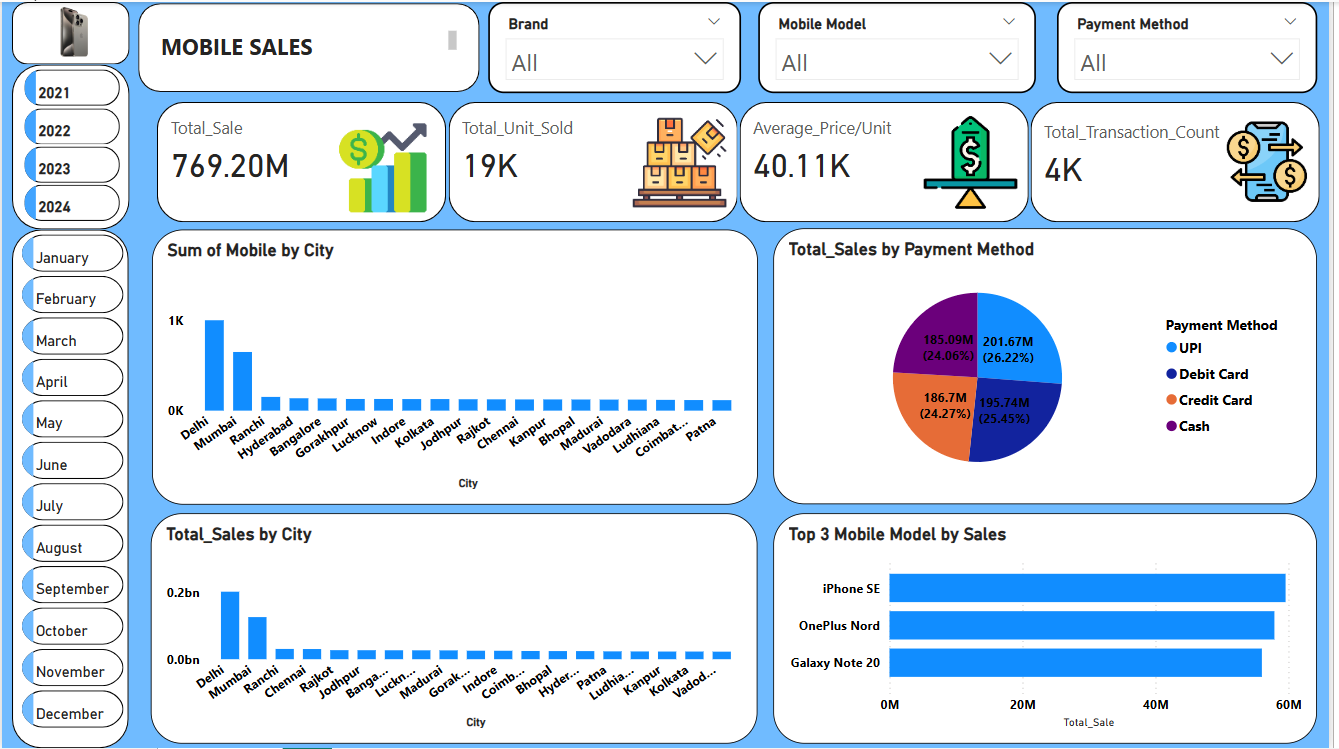 MOBILE SALES
Brand
All
Mobile Model
All
Payment Method
All
2021
2022
2023
2024
January
February
March
April
May
June
July
August
September
October
November
December
Total_Sale
769.20M
Total_Unit_Sold
19K
Average_Price/Unit
40.11K
Total_Transaction_Count
4K
Sum of Mobile by City
1K
0K
Delhi
Mumbai
Ranchi
Hyderabad
Bangalore
Gorakhpur
Lucknow
Indore
Kolkata
Jodhpur
Rajkot
Chennai
Kanpur
Bhopal
Madurai
Vadodara
Ludhiana
Coimbat...
Patna
City
Total_Sales by Payment Method
185.09M
(24.06%)
201.67M
(26.22%)
186.7M
(24.27%)
195.74M
(25.45%)
Payment Method
UPI
Debit Card
Credit Card
Cash
Total_Sales by City
0.2bn
0.0bn
Delhi
Mumbai
Ranchi
Chennai
Rajkot
Jodhpur
Banga...
Luckn...
Madurai
Gorak...
Indore
Coimb...
Bhopal
Hyder...
Patna
Ludhia...
Kanpur
Kolkata
Vadod...
City
Top 3 Mobile Model by Sales
iPhone SE
OnePlus Nord
Galaxy Note 20
0M
20M
40M
60M
Total_Sale